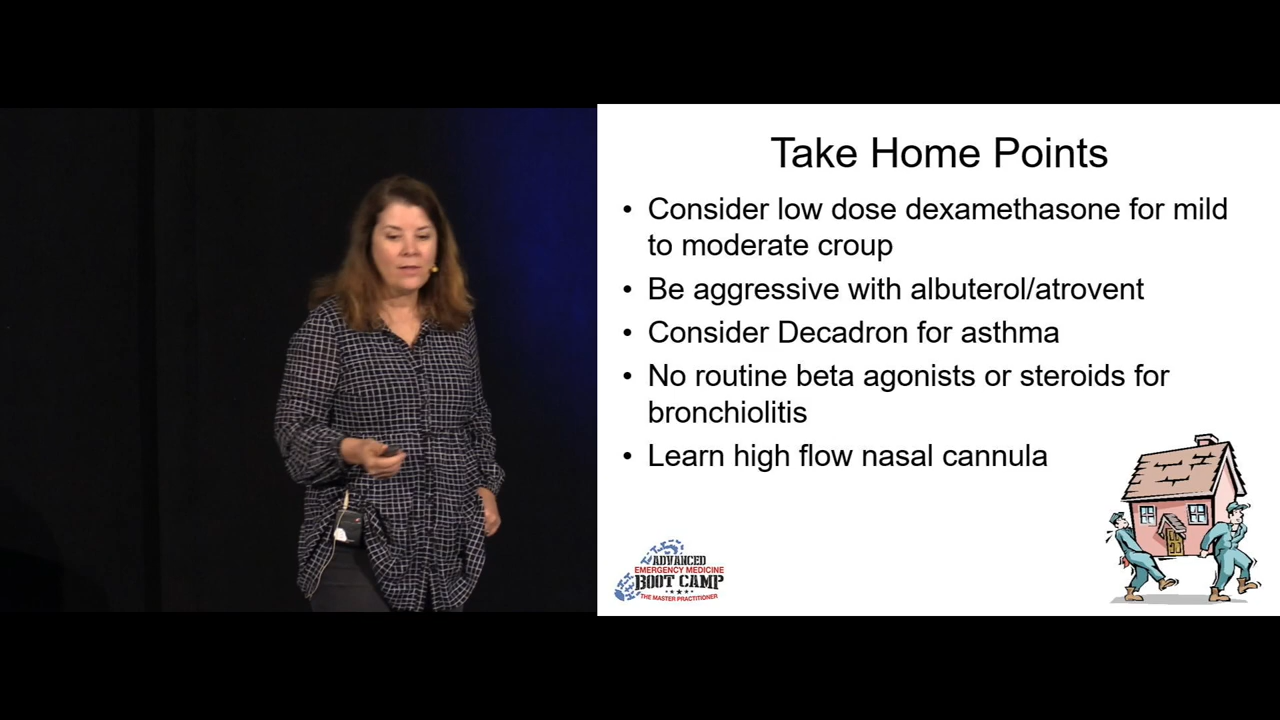 Take Home Points
• Consider low dose dexamethasone for mild
to moderate croup
• Be aggressive with albuterol/atrovent
• Consider Decadron for asthma
• No routine beta agonists or steroids for
bronchiolitis
• Learn high flow nasal cannula
ADVANCED
EMERGENCY MEDICINE
BOOT CAMP
THE MASTER PRACTITIONER